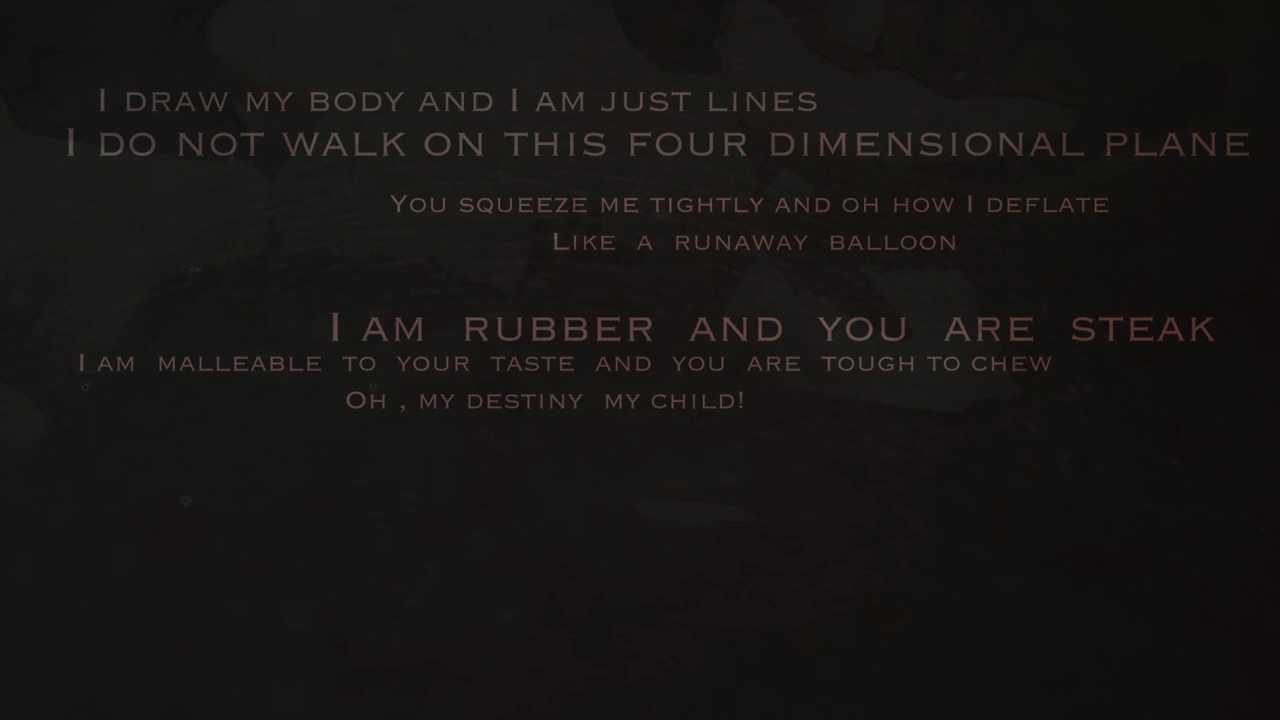 I DRAW MY BODY AND I AM JUST LINES
I DO NOT WALK ON THIS FOUR DIMENSIONAL PLANE
YOU SQUEEZE ME TIGHTLY AND OH HOW I DEFLATE
LIKE A RUNAWAY BALLOON
I AM RUBBER AND YOU ARE STEAK
I AM MALLEABLE TO YOUR TASTE AND YOU ARE TOUGH TO CHEW
OH , MY DESTINY MY CHILD!